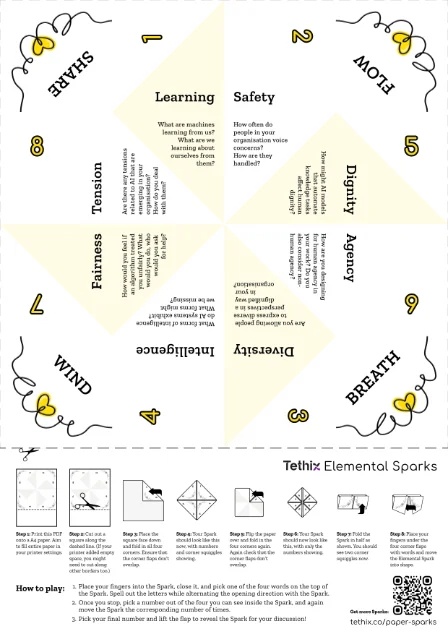 SHARE
1
2
FLOW
Learning
Safety
What are machines
learning from us?
What are we
learning about
ourselves from
them?
How often do
people in your
organisation voice
concerns?
How are they
handled?
8
Tension
Are there any tensions
related to AI that are
emerging in your
organisation?
How do you deal
with them?
5
Dignity
How might AI models
that automate
knowledge tasks
affect human
dignity?
7
Fairness
How would you feel if
an algorithm treated
you unfairly? What
would you do, who
would you ask
for help?
6
Agency
How are you designing
for human agency in
your work? Do you
also consider non-
human agency?
Intelligence
What forms of intelligence
do AI systems exhibit?
What forms might
we be missing?
Diversity
Are you allowing people
to express diverse
perspectives in a
dignified way
in your
organisation?
WIND
4
3
BREATH
Tethix Elemental Sparks
Step 1: Print this PDF
on a A4 paper. Aim
to fill entire paper in
your printer settings.
Step 2: Cut out a
square along the
dashed line. (If your
printer added empty
space, you might
need to cut along
other borders too.)
Step 3: Place the
square face down
and fold in all four
corners. Ensure that
the corner flaps don't
overlap.
Step 4: Your Spark
should look like this
now, with numbers
and corner squiggles
showing.
Step 5: Flip the paper
over and fold in the
four corners again.
Again check that the
corner flaps don't
overlap.
Step 6: Your Spark
should now look like
this, with only the
numbers showing.
Step 7: Fold the
Spark in half as
shown. You should
see two corner
squiggles now.
Step 8: Place your
fingers under the
four corner flaps
with words and move
the Elemental Spark
into shape.
How to play:
1. Place your fingers into the Spark, close it, and pick one of the four words on the top of
the Spark. Spell out the letters while alternating the opening direction with the Spark.
2. Once you stop, pick a number out of the four you can see inside the Spark, and again
move the Spark the corresponding number of times.
3. Pick your final number and lift the flap to reveal the Spark for your discussion!
Get more Sparks:
tethix.co/paper-sparks